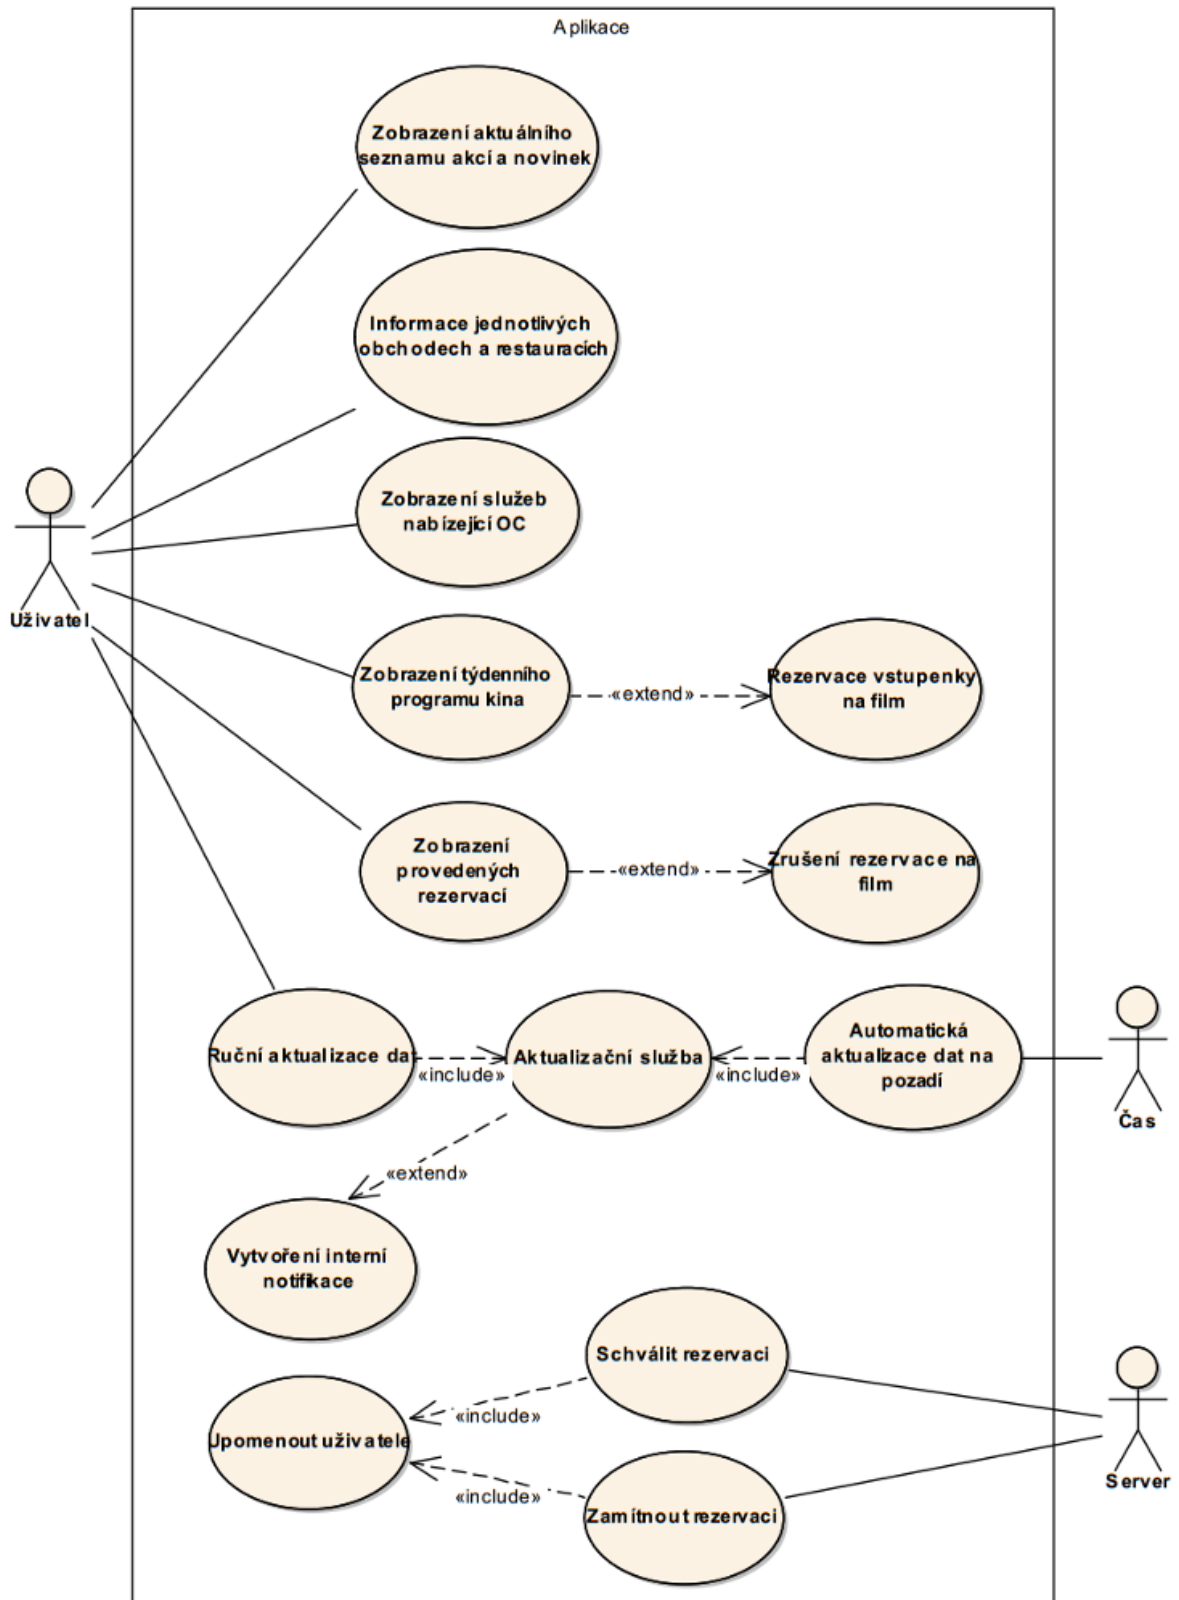 Aplikace
Zobrazení aktuálního
seznamu akcí a novinek
Informace jednotlivých
obchodech a restauracích
Zobrazení služeb
nabízející OC
Uživatel
Zobrazení týdenního
programu kina
«extend»
Rezervace vstupenky
na film
Zobrazení
provedených
rezervací
«extend»
Zrušení rezervace na
film
Ruční aktualizace dat
«include»
Aktualizační služba
«include»
Automatická
aktualizace dat na
pozadí
Čas
«extend»
Vytvoření interní
notifikace
Schválit rezervaci
«include»
Upomenout uživatele
«include»
Zamítnout rezervaci
Server